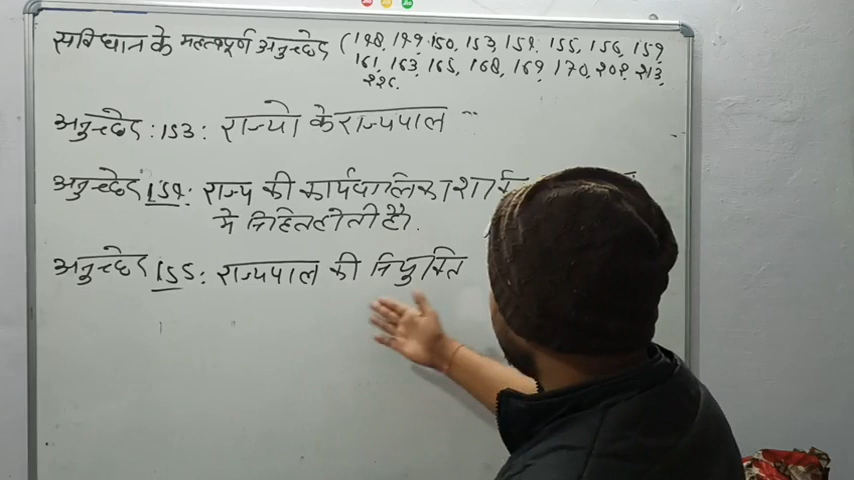 संविधान के महत्वपूर्ण अनुच्छेद (148, 149, 150, 153, 154, 155, 156, 159,
161, 163, 165, 168, 169, 170, 202, 213,
226.
अनुच्छेद : 153 : राज्यो के राज्यपाल
अनुच्छेद 154: राज्य की कार्यपालिका
मे निहित होती है.
अनुच्छेद 155 : राज्यपाल की नियुक्ति